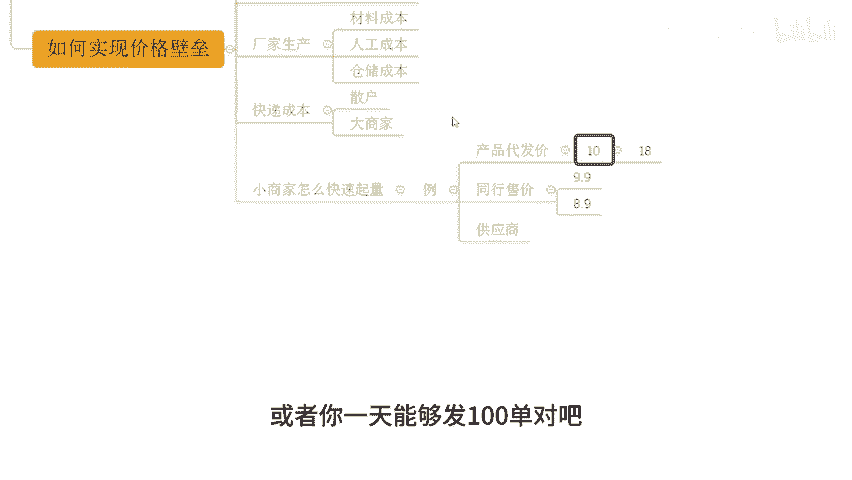 材料成本
如何实现价格壁垒
厂家生产
人工成本
仓储成本
快递成本
散户
大商家
产品代发价
10
18
小商家怎么快速起量
例
同行售价
9.9
8.9
供应商
或者你一天能够发100单对吧